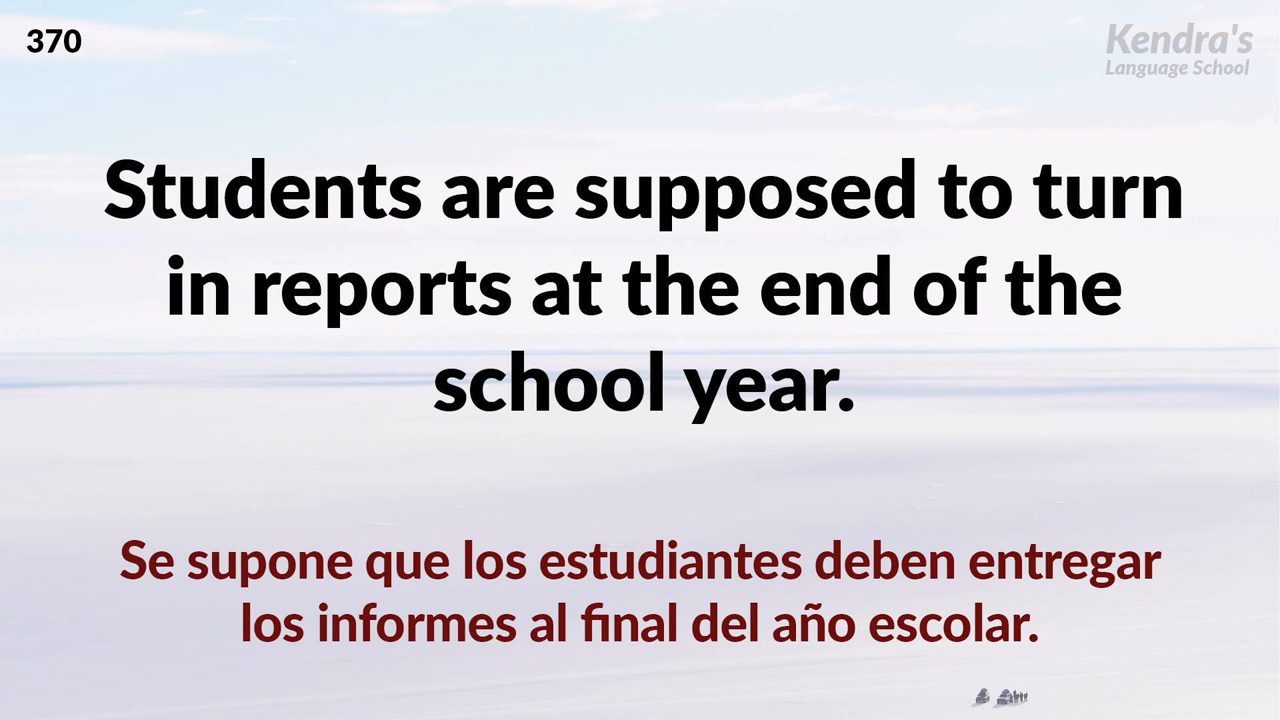 370
Kendra's
Language School
Students are supposed to turn
in reports at the end of the
school year.
Se supone que los estudiantes deben entregar
los informes al final del año escolar.